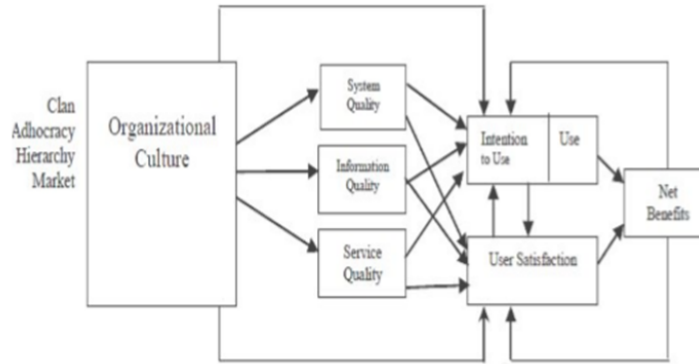 Clan
Adhocracy
Hierarchy
Market
Organizational
Culture
System
Quality
Information
Quality
Service
Quality
Intention
to Use
Use
User Satisfaction
Net
Benefits